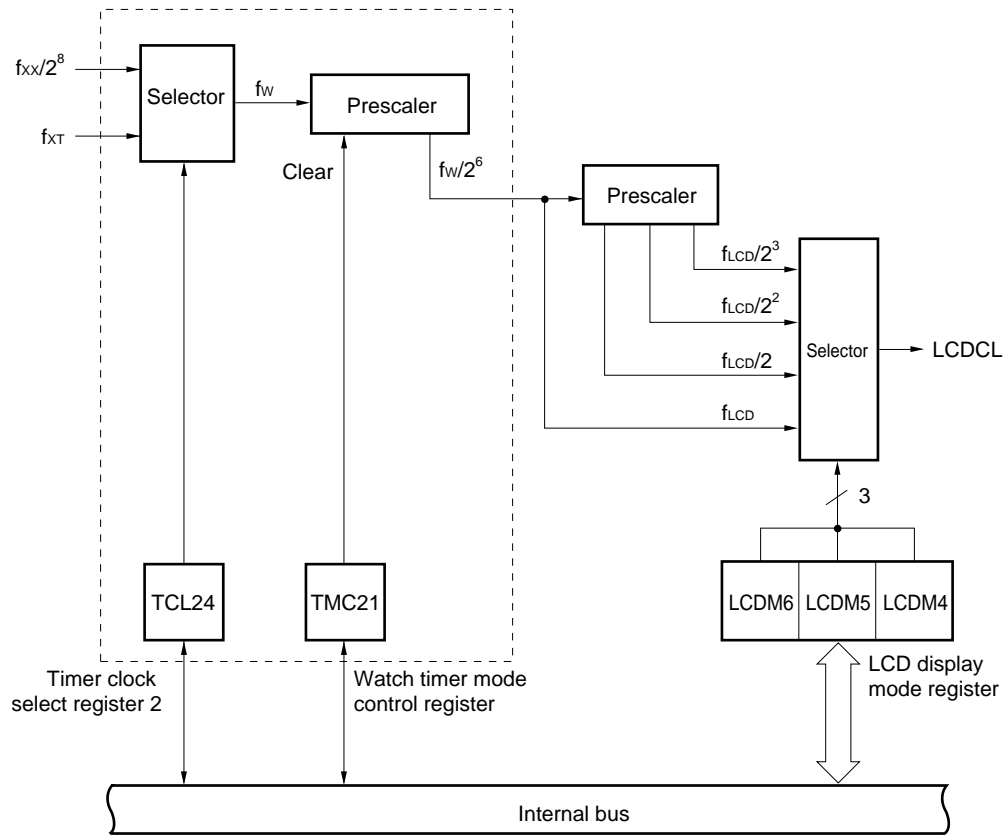 fXX/2^8
Selector
fW
Prescaler
fXT
Clear
fW/2^6
Prescaler
fLCD/2^3
fLCD/2^2
Selector
LCDCL
fLCD/2
fLCD
3
TCL24
TMC21
LCDM6
LCDM5
LCDM4
Timer clock
select register 2
Watch timer mode
control register
LCD display
mode register
Internal bus